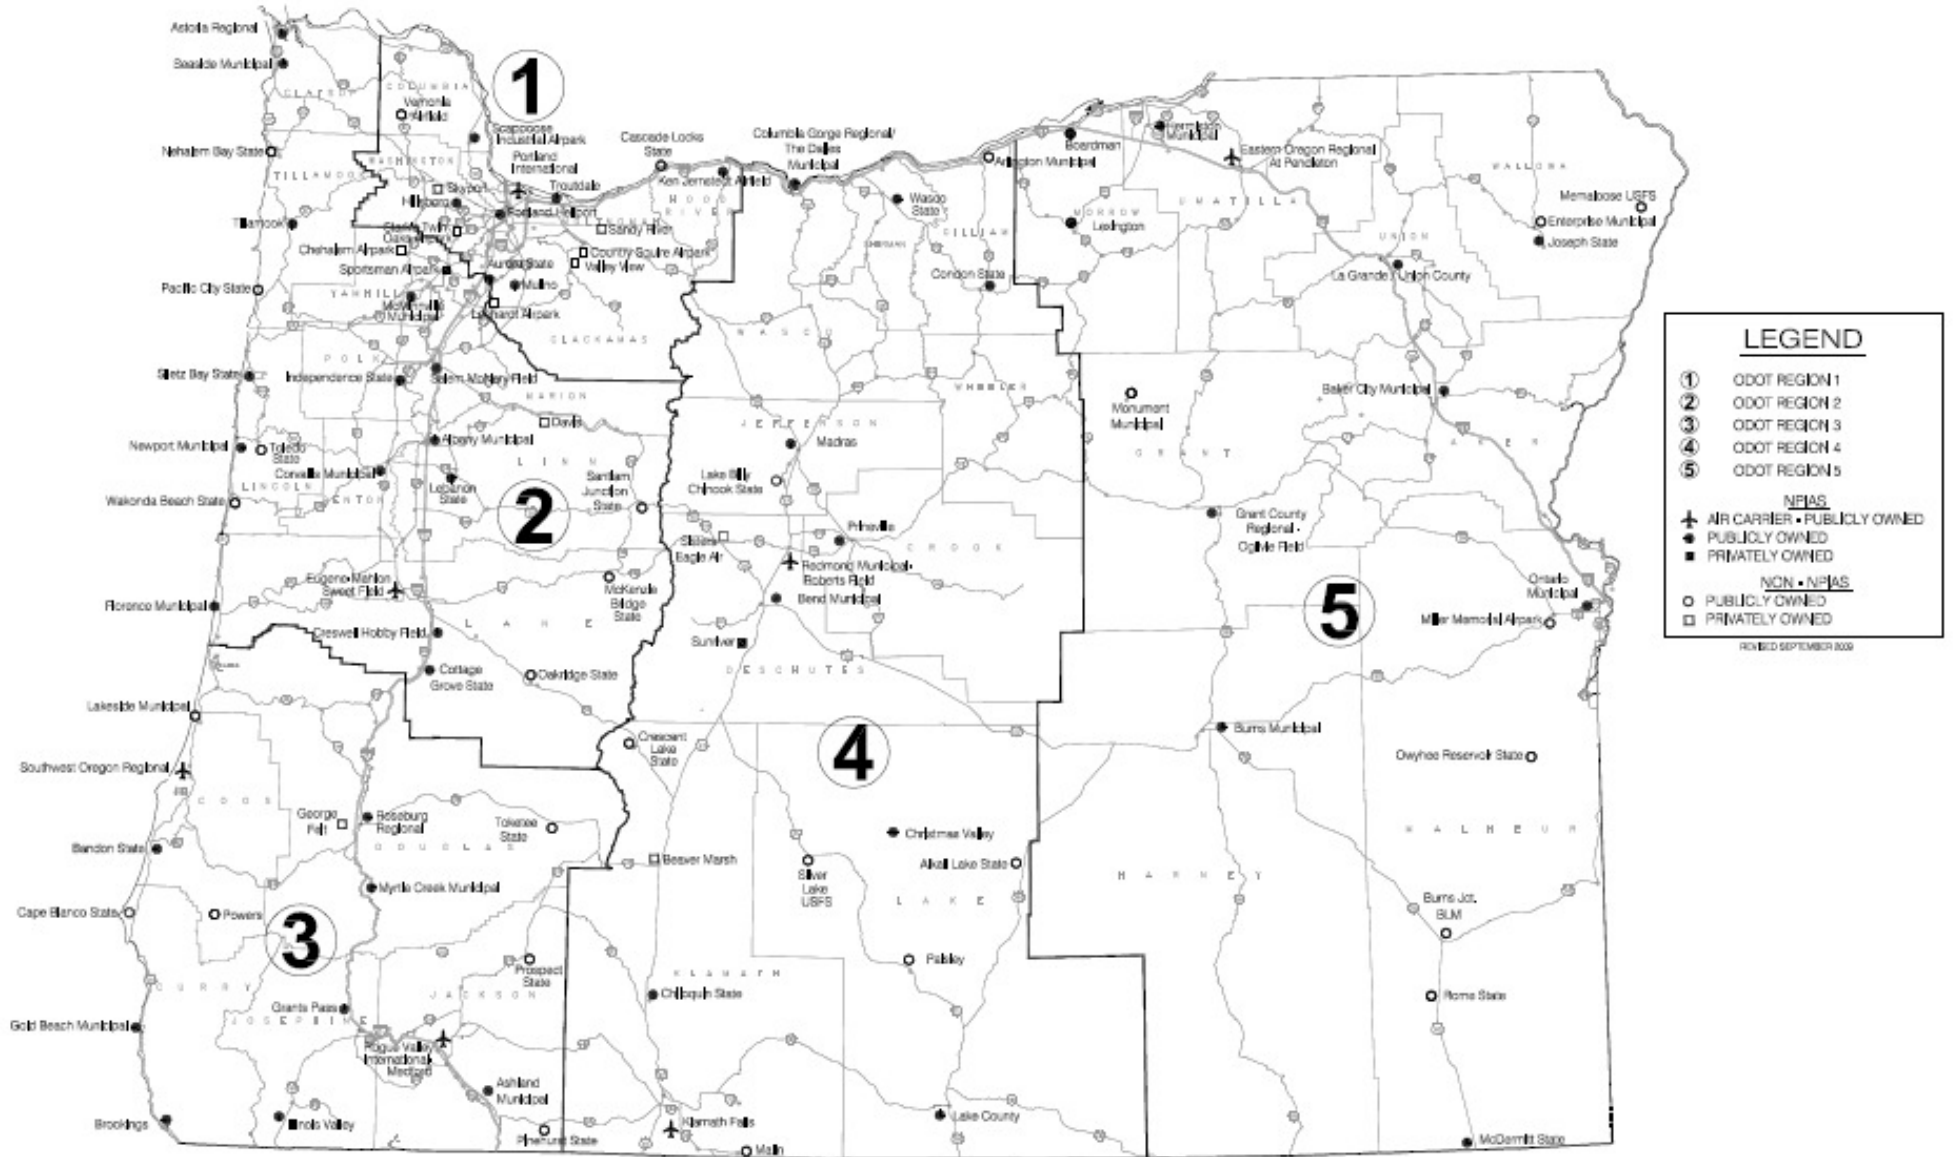 Astoria Regional
Seaside Municipal
CLATSOP
COLUMBIA
Vernonia
Airfield
1
Scappoose
Industrial Airpark
Portland
International
Cascade Locks
State
Columbia Gorge Regional/
The Dalles
Municipal
Arlington Municipal
Boardman
Hermiston
Municipal
Eastern Oregon Regional
At Pendleton
WALLOWA
Memaloose USFS
Enterprise Municipal
Joseph State
Nehalem Bay State
TILLAMOOK
WASHINGTON
Skyport
Hillsboro
Troutdale
Portland Heliport
Ken Jernstedt Airfield
HOOD
RIVER
Wasco
State
MORROW
Lexington
UMATILLA
UNION
La Grande / Union County
Tillamook
Stark's Twin
Oaks Airpark
MULTNOMAH
Sandy River
SHERMAN
GILLIAM
Chehalem Airpark
Country Squire Airpark
Valley View
Sportsman Airpark
Aurora State
Mulino
Condon State
Pacific City State
YAMHILL
McMinnville
Municipal
Lenhardt Airpark
CLACKAMAS
WASCO
POLK
Siletz Bay State
Independence State
Salem McNary Field
MARION
WHEELER
Monument
Municipal
Baker City Municipal
BAKER
GRANT
Davis
JEFFERSON
Madras
Newport Municipal
Toledo
State
Albany Municipal
Corvallis Municipal
LINN
LINCOLN
BENTON
Lebanon
State
Santiam
Junction
State
Lake Billy
Chinook State
Wakonda Beach State
2
Prineville
Sisters
Eagle Air
CROOK
Grant County
Regional -
Ogilvie Field
Redmond Municipal-
Roberts Field
Bend Municipal
Eugene-Mahlon
Sweet Field
McKenzie
Bridge
State
Florence Municipal
Creswell Hobby Field
LANE
Sunriver
DESCHUTES
5
Ontario
Municipal
Miller Memorial Airpark
Cottage
Grove State
Oakridge State
Lakeside Municipal
Crescent
Lake
State
4
Burns Municipal
Owyhee Reservoir State
Southwest Oregon Regional
COOS
George
Felt
Roseburg
Regional
Toketee
State
DOUGLAS
Christmas Valley
MALHEUR
Bandon State
Beaver Marsh
Silver
Lake
USFS
Alkali Lake State
HARNEY
Myrtle Creek Municipal
LAKE
Burns Jct.
BLM
Cape Blanco State
Powers
3
Paisley
Prospect
State
KLAMATH
CURRY
JACKSON
Chiloquin State
Rome State
Grants Pass
JOSEPHINE
Gold Beach Municipal
Rogue Valley
International-
Medford
Ashland
Municipal
Brookings
Illinois Valley
Pinehurst State
Klamath Falls
Malin
Lake County
McDermitt State
LEGEND
1 ODOT REGION 1
2 ODOT REGION 2
3 ODOT REGION 3
4 ODOT REGION 4
5 ODOT REGION 5
NPIAS
AIR CARRIER - PUBLICLY OWNED
PUBLICLY OWNED
PRIVATELY OWNED
NON - NPIAS
PUBLICLY OWNED
PRIVATELY OWNED
REVISED SEPTEMBER 2009